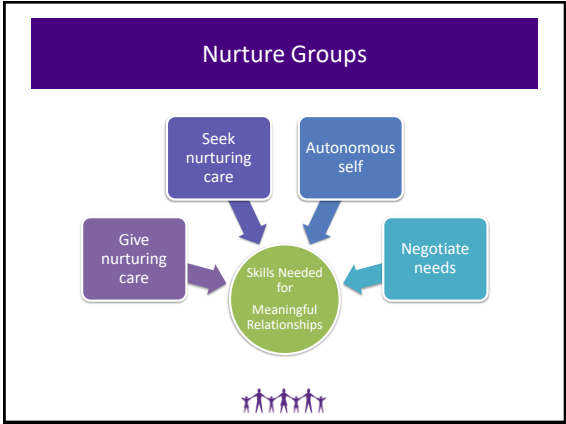 Nurture Groups
Seek
nurturing
care
Autonomous
self
Give
nurturing
care
Negotiate
needs
Skills Needed
for
Meaningful
Relationships